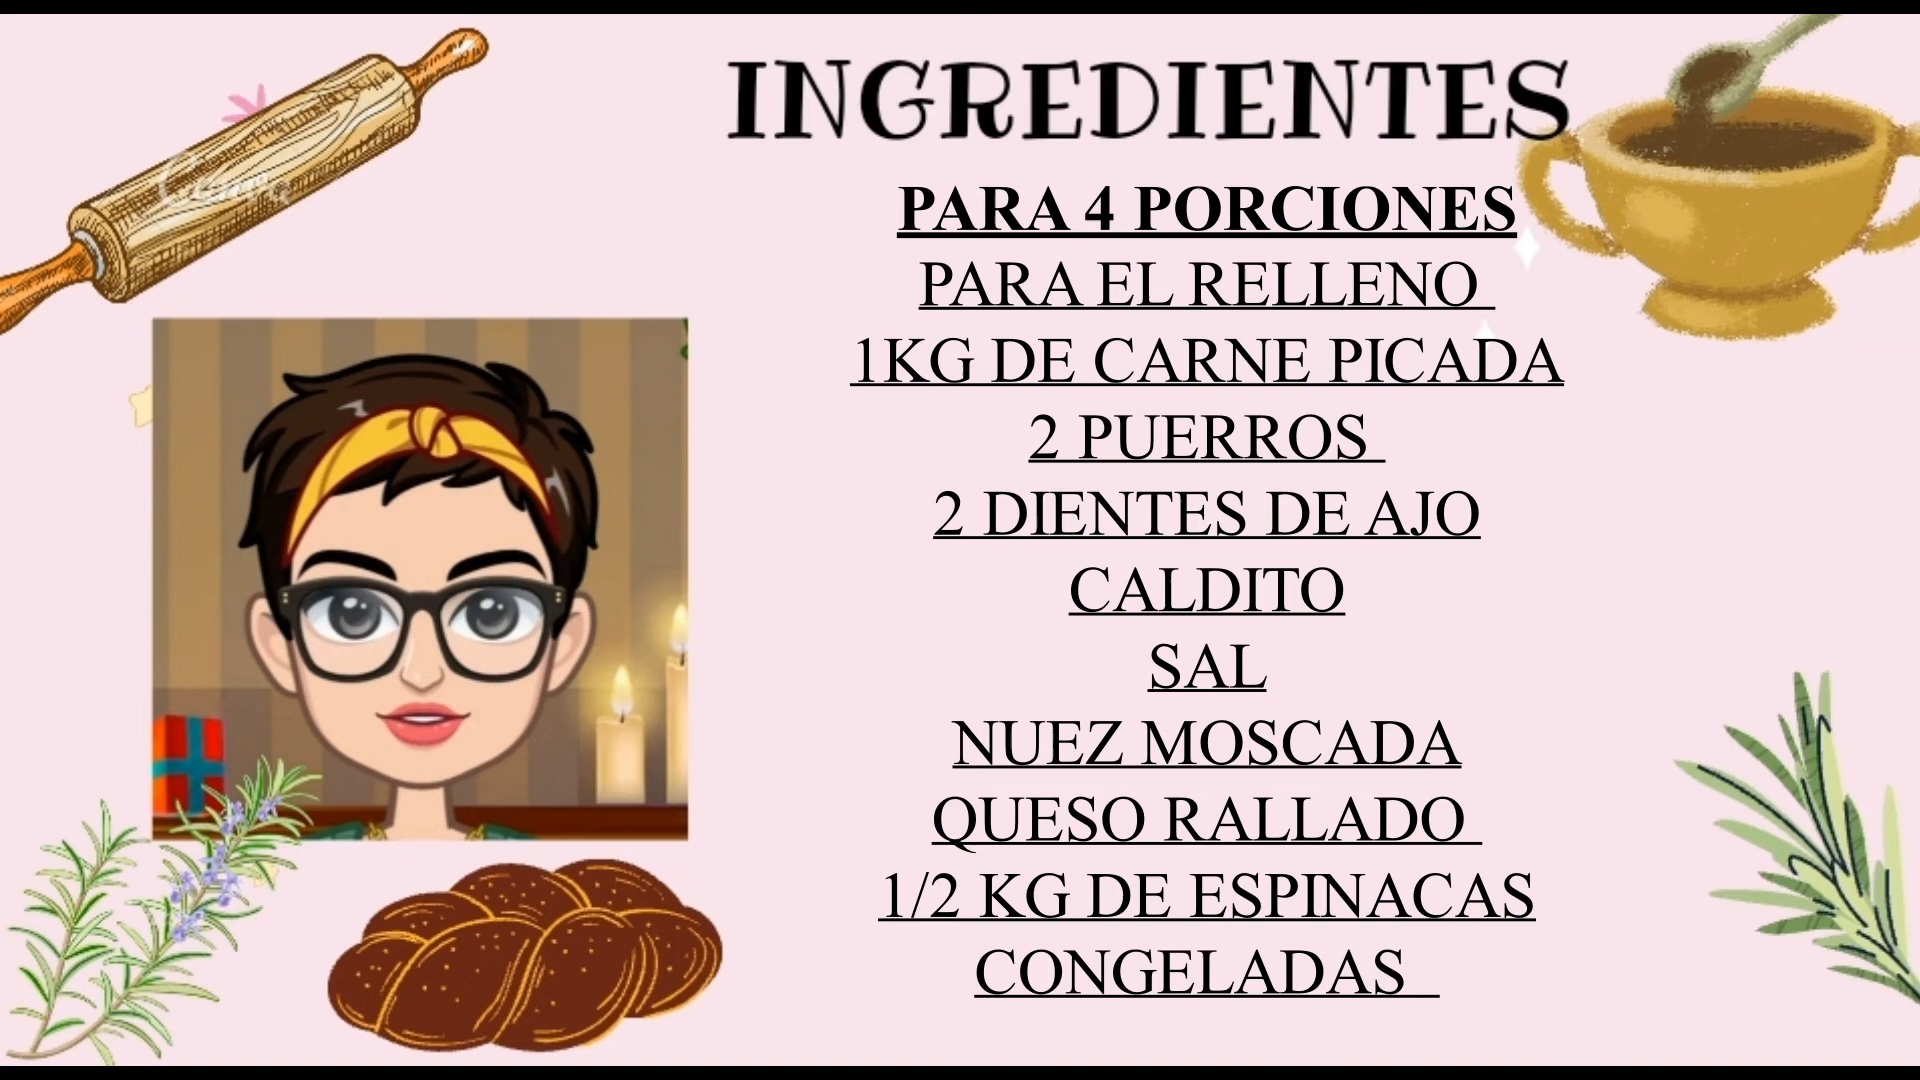 INGREDIENTES
PARA 4 PORCIONES
PARA EL RELLENO
1KG DE CARNE PICADA
2 PUERROS
2 DIENTES DE AJO
CALDITO
SAL
NUEZ MOSCADA
QUESO RALLADO
1/2 KG DE ESPINACAS
CONGELADAS